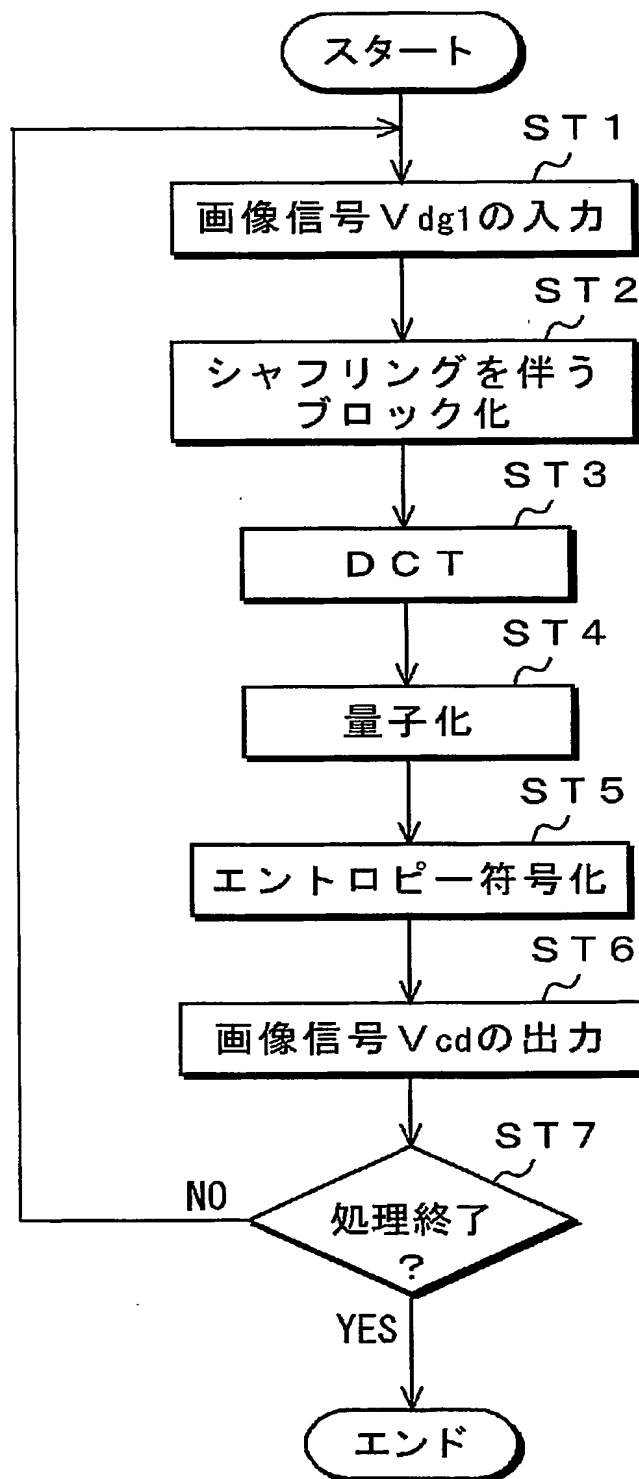 スタート
ST1
画像信号Vdg1の入力
ST2
シャフリングを伴う
ブロック化
ST3
DCT
ST4
量子化
ST5
エントロピー符号化
ST6
画像信号Vcdの出力
ST7
処理終了
?
NO
YES
エンド